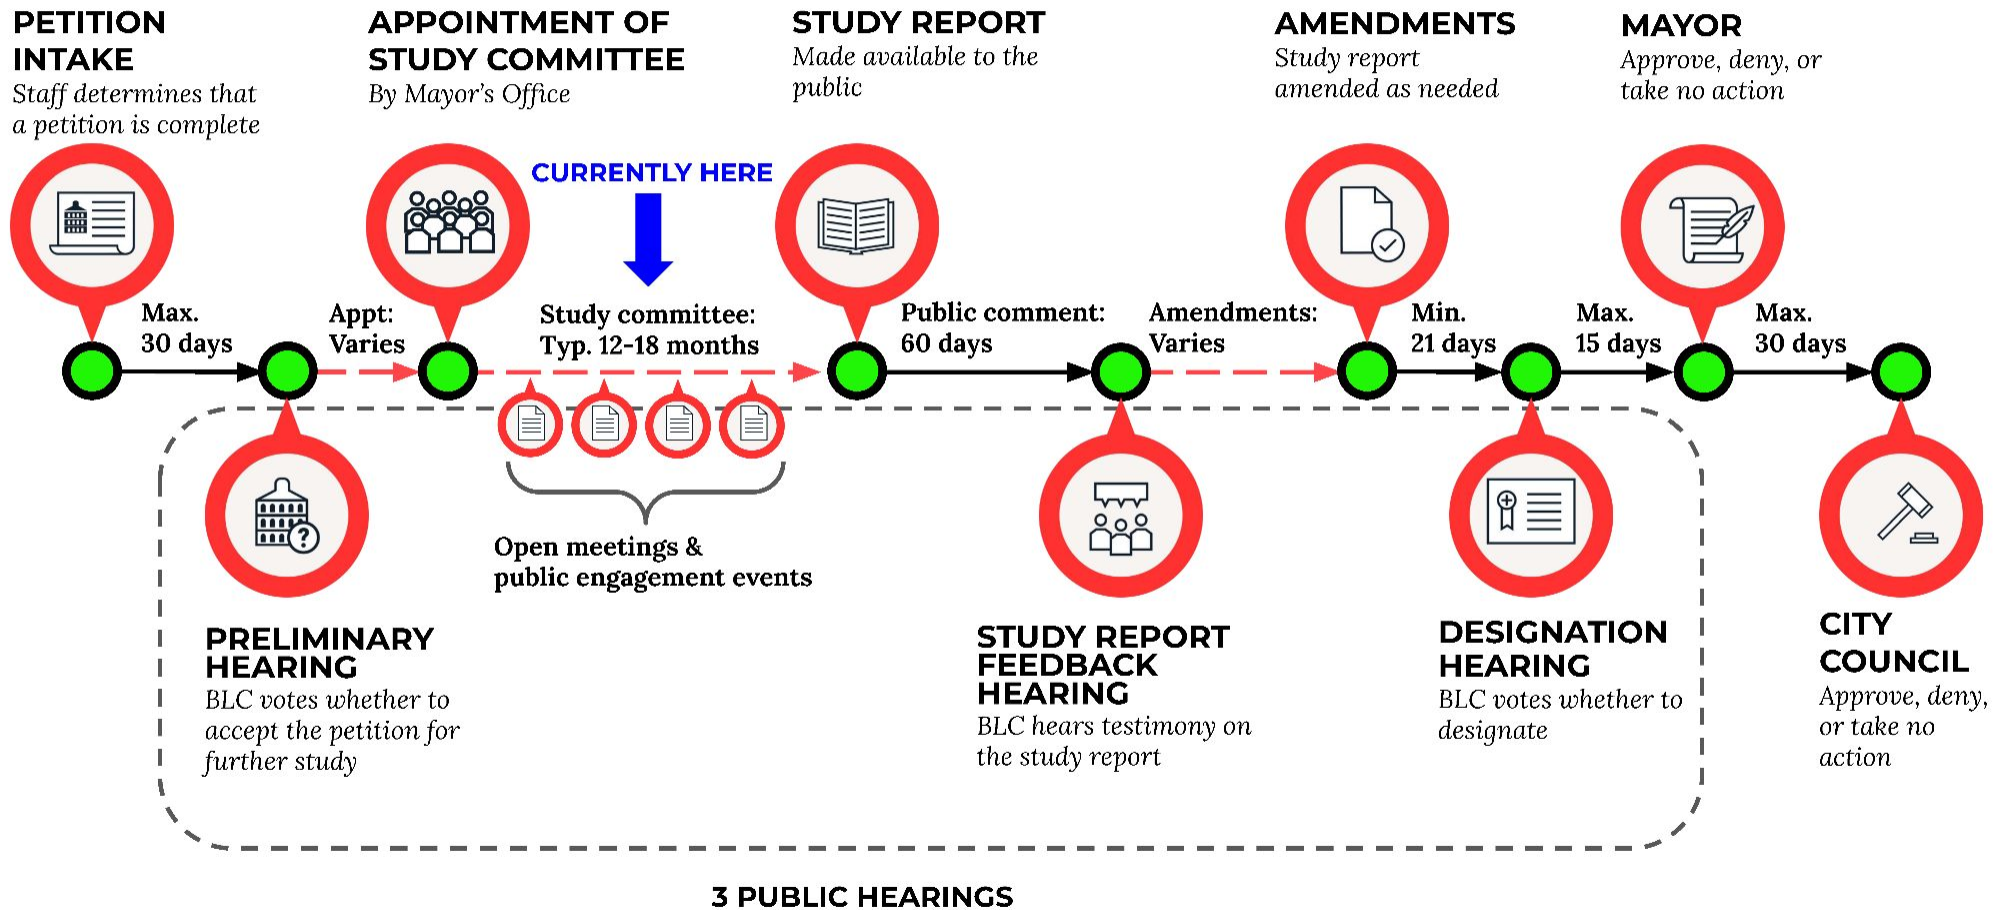 PETITION
INTAKE
Staff determines that
a petition is complete
APPOINTMENT OF
STUDY COMMITTEE
By Mayor's Office
STUDY REPORT
Made available to the
public
AMENDMENTS
Study report
amended as needed
MAYOR
Approve, deny, or
take no action
CURRENTLY HERE
Max.
30 days
Appt:
Varies
Study committee:
Typ. 12-18 months
Public comment:
60 days
Amendments:
Varies
Min.
21 days
Max.
15 days
Max.
30 days
?
Open meetings &
public engagement events
PRELIMINARY
HEARING
BLC votes whether to
accept the petition for
further study
STUDY REPORT
FEEDBACK
HEARING
BLC hears testimony on
the study report
DESIGNATION
HEARING
BLC votes whether to
designate
CITY
COUNCIL
Approve, deny,
or take no
action
3 PUBLIC HEARINGS